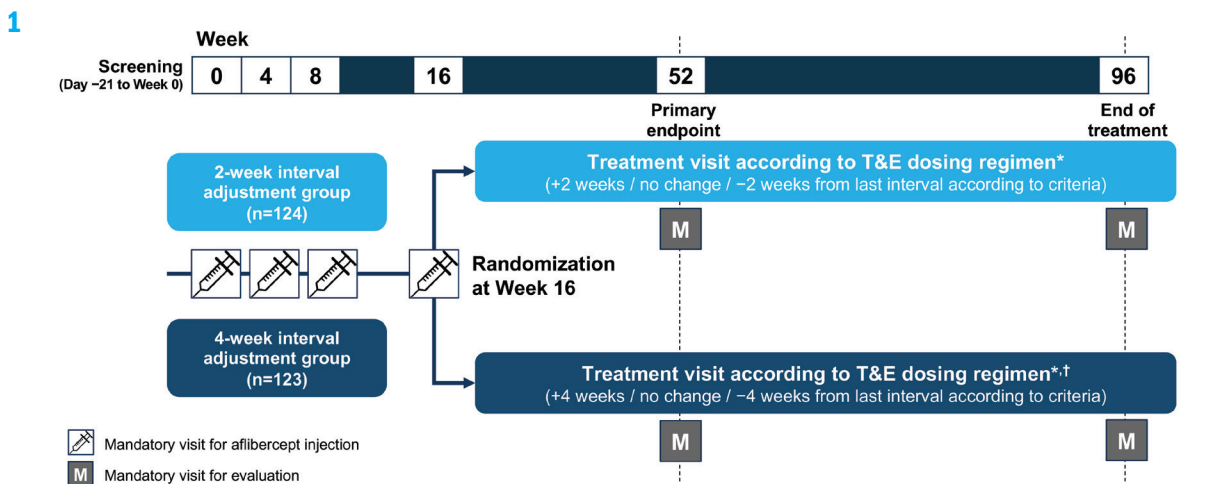 1
Week
Screening
(Day −21 to Week 0)
0 4 8 16 52 96
Primary
endpoint
End of
treatment
2-week interval
adjustment group
(n=124)
Treatment visit according to T&E dosing regimen*
(+2 weeks / no change / −2 weeks from last interval according to criteria)
M M
Randomization
at Week 16
4-week interval
adjustment group
(n=123)
Treatment visit according to T&E dosing regimen*,†
(+4 weeks / no change / −4 weeks from last interval according to criteria)
M M
Mandatory visit for aflibercept injection
M Mandatory visit for evaluation